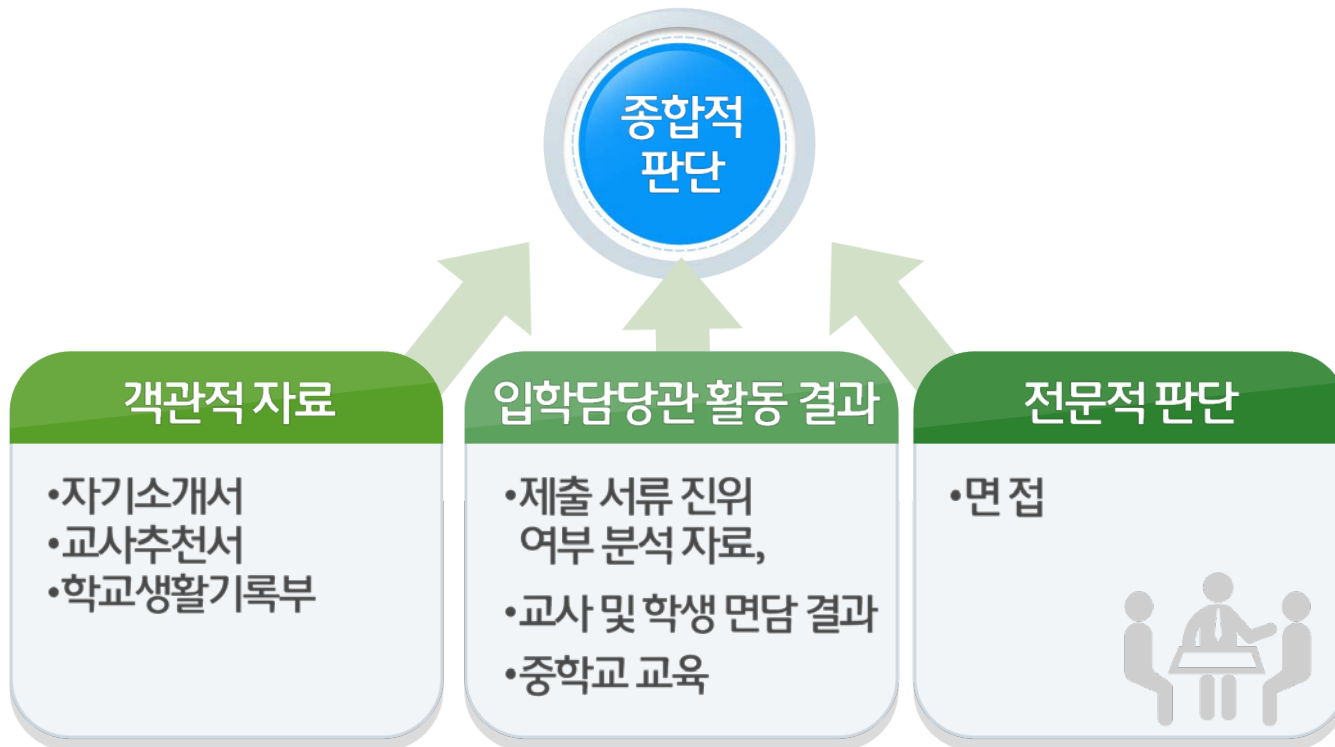 종합적
판단
객관적 자료
•자기소개서
•교사추천서
•학교생활기록부
입학담당관 활동 결과
•제출 서류 진위
여부 분석 자료,
•교사 및 학생 면담 결과
•중학교 교육
전문적 판단
•면 접